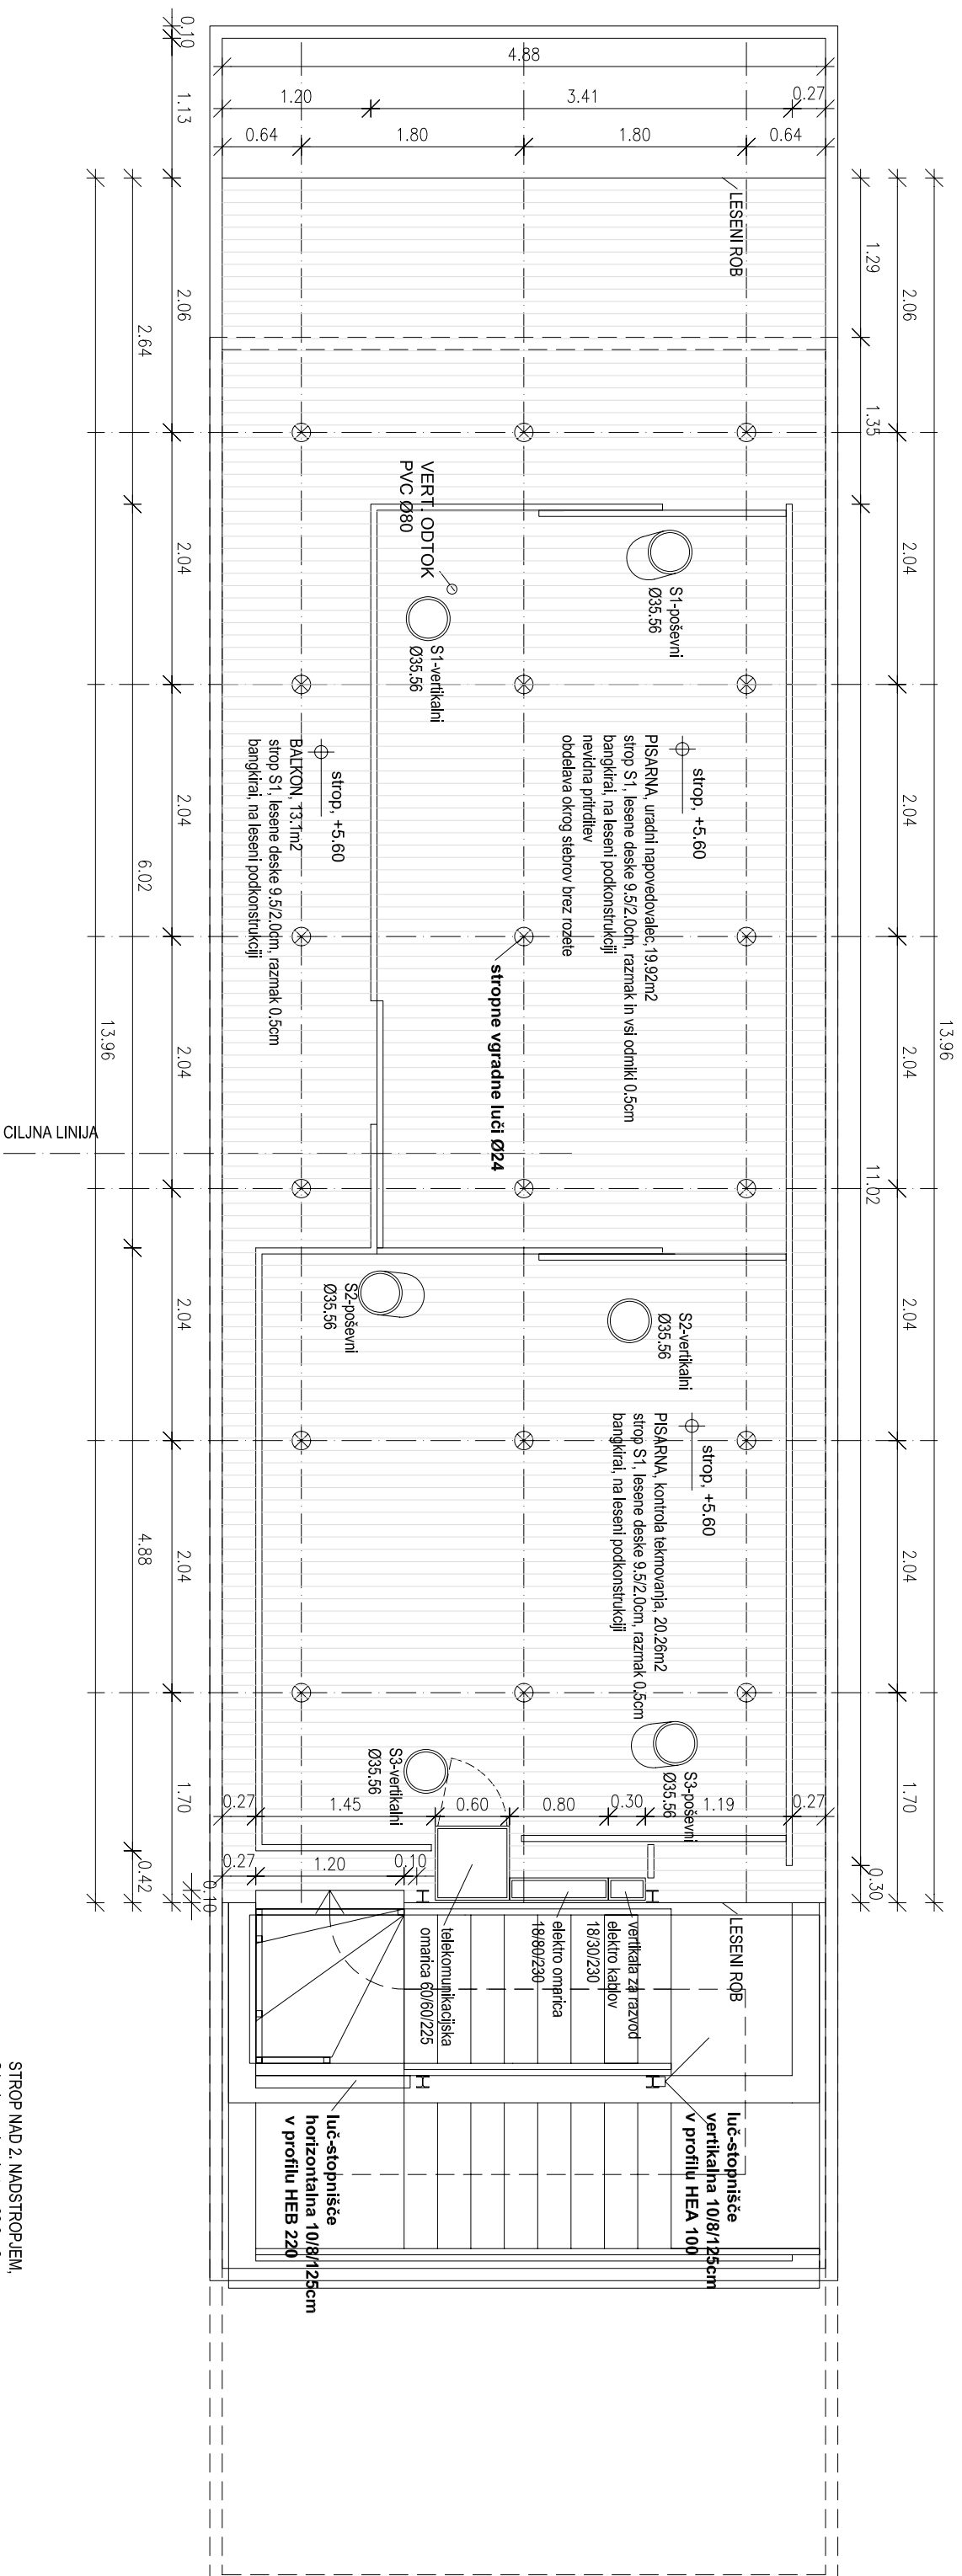 0.10
1.13
4.88
1.20
3.41
0.27
0.64
1.80
1.80
0.64
LESENI ROB
13.96
2.06
2.04
2.04
2.04
2.04
2.04
1.70
1.29
1.35
11.02
0.30
S1-poševni
Ø35.56
VERT. ODTOK
PVC Ø80
S1-vertikalni
Ø35.56
strop, +5.60
PISARNA, uradni napovedovalec,19.92m2
strop S1, lesene deske 9.5/2.0cm, razmak in vsi odmiki 0.5cm
bangkirai, na leseni podkonstrukciji
nevidna pritrditev
obdelava okrog stebrov brez rozete
stropne vgradne luči Ø24
strop, +5.60
BALKON, 13.1m2
strop S1, lesene deske 9.5/2.0cm, razmak 0.5cm
bangkirai, na leseni podkonstrukciji
CILJNA LINIJA
S2-vertikalni
Ø35.56
S2-poševni
Ø35.56
strop, +5.60
PISARNA, kontrola tekmovanja, 20.26m2
strop S1, lesene deske 9.5/2.0cm, razmak 0.5cm
bangkirai, na leseni podkonstrukciji
S3-poševni
Ø35.56
S3-vertikalni
Ø35.56
0.27
1.45
0.60
0.80
0.30
1.19
0.27
0.27
1.20
0.10
LESENI ROB
vertikala za razvod
elektro kablov
18/30/230
elektro omarica
18/80/230
telekomunikacijska
omarica 60/60/225
luč-stopnišče
vertikalna 10/8/125cm
v profilu HEA 100
luč-stopnišče
horizontalna 10/8/125cm
v profilu HEB 220
2.06
2.04
2.04
2.04
2.04
2.04
1.70
0.10
2.64
6.02
4.88
0.42
13.96
STROP NAD 2. NADSTROPJEM,